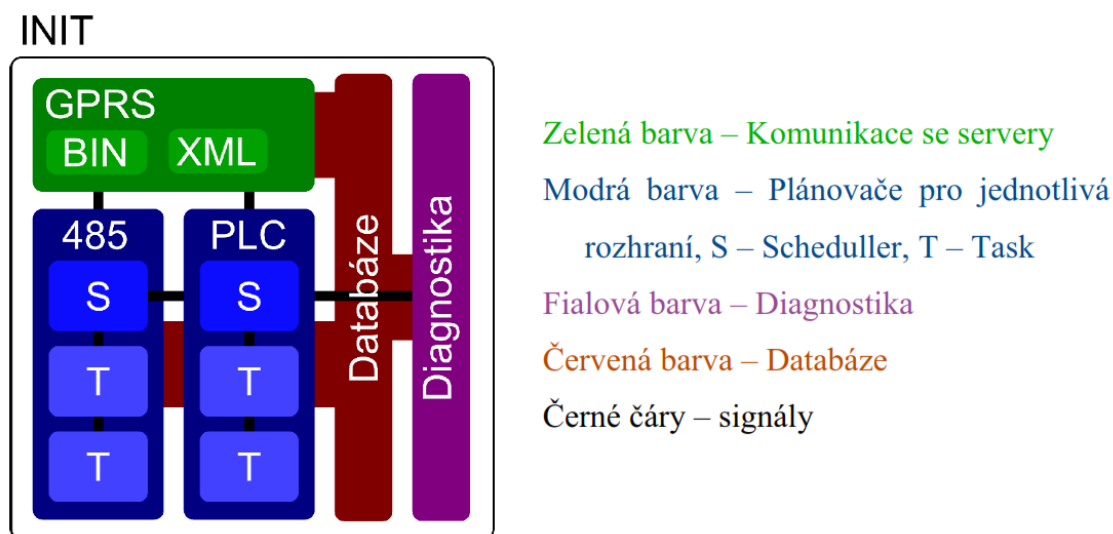 INIT
GPRS
BIN XML
485 PLC
S S
T T
T T
Databáze
Diagnostika
Zelená barva – Komunikace se servery
Modrá barva – Plánovače pro jednotlivá
rozhraní, S – Scheduller, T – Task
Fialová barva – Diagnostika
Červená barva – Databáze
Černé čáry – signály